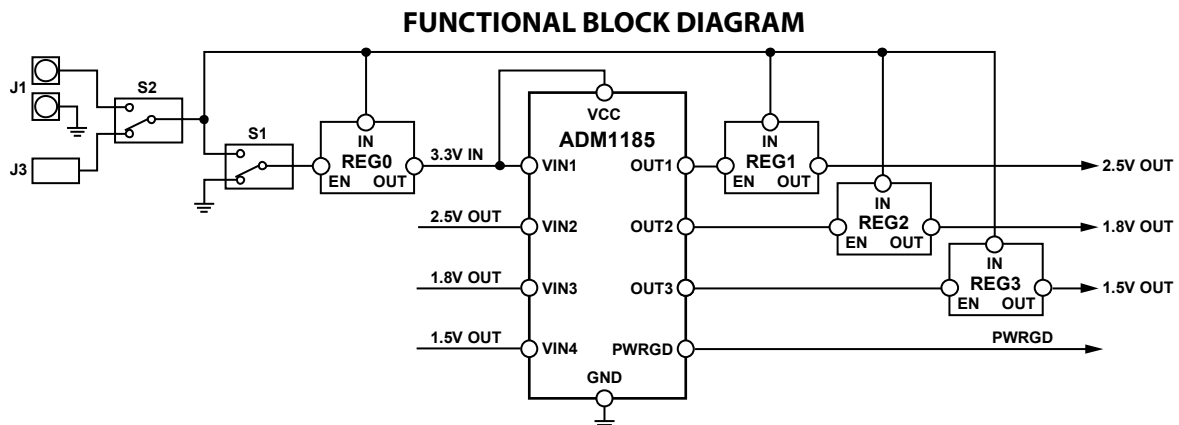 FUNCTIONAL BLOCK DIAGRAM
J1
S2
J3
S1
IN
REG0
EN OUT
3.3V IN
2.5V OUT
1.8V OUT
1.5V OUT
VCC
ADM1185
VIN1
VIN2
VIN3
VIN4
OUT1
OUT2
OUT3
PWRGD
GND
IN
REG1
EN OUT
2.5V OUT
IN
REG2
EN OUT
1.8V OUT
IN
REG3
EN OUT
1.5V OUT
PWRGD